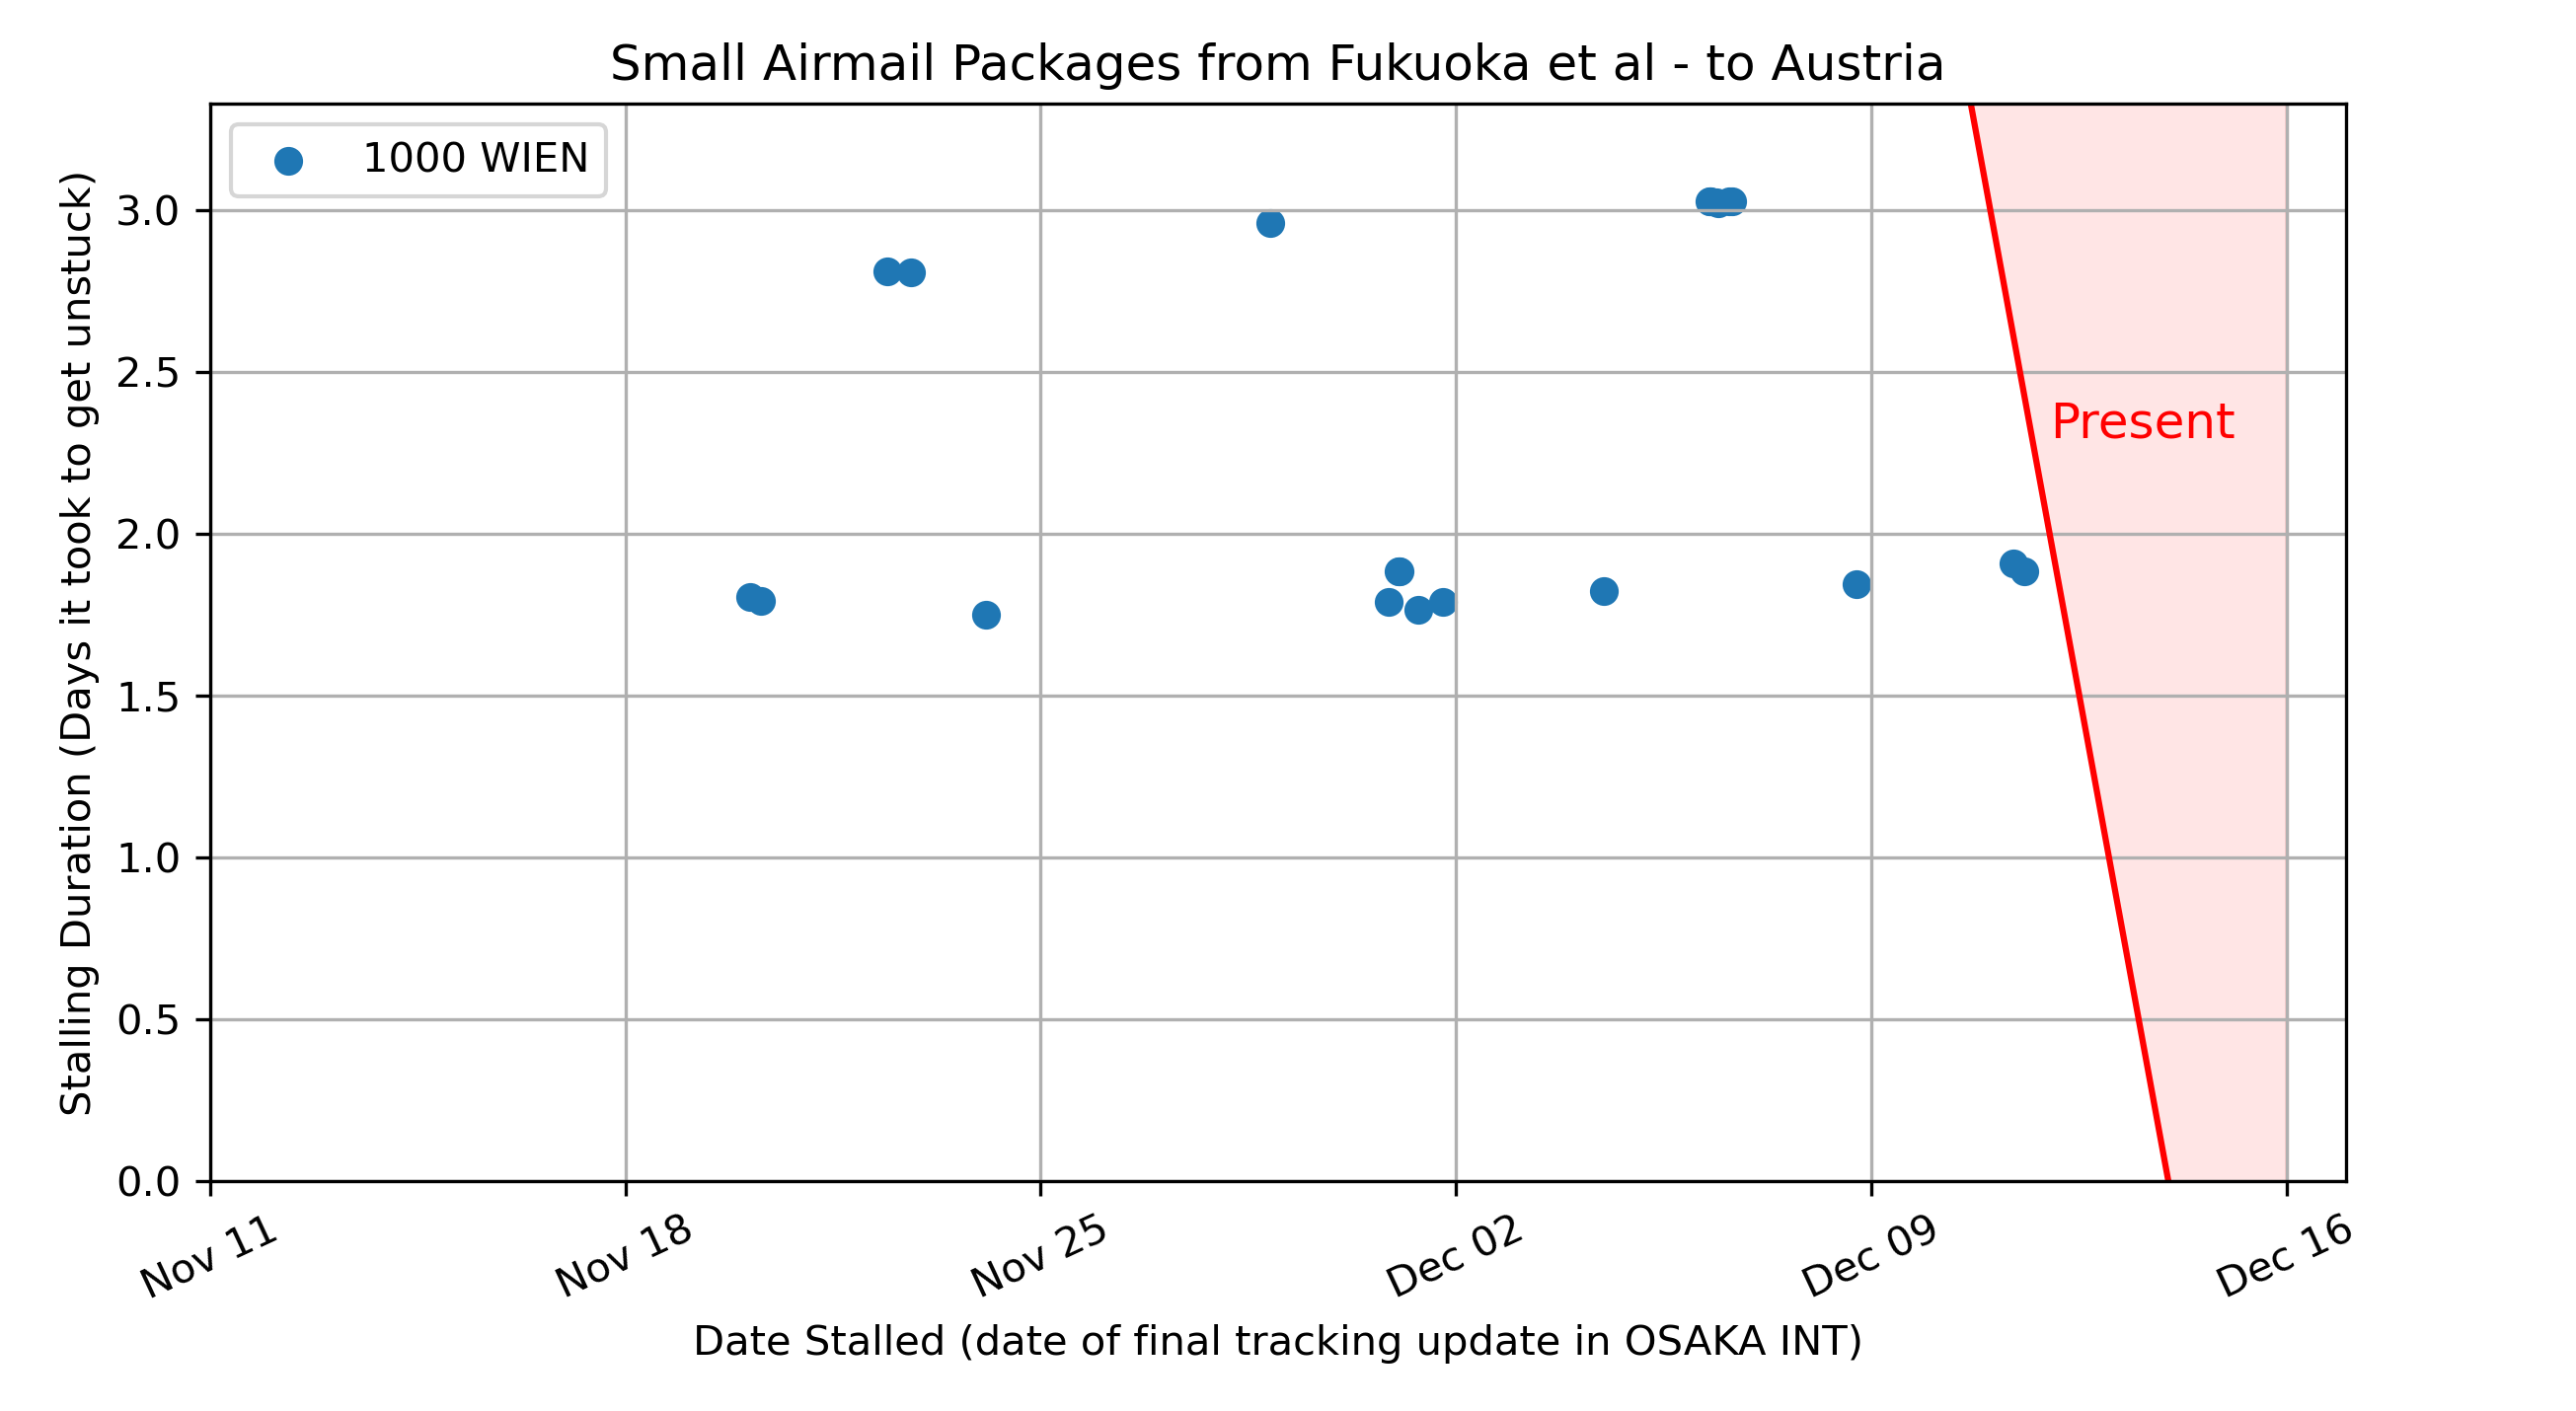 Small Airmail Packages from Fukuoka et al - to Austria
1000 WIEN
Present
Stalling Duration (Days it took to get unstuck)
3.0
2.5
2.0
1.5
1.0
0.5
0.0
Nov 11
Nov 18
Nov 25
Dec 02
Dec 09
Dec 16
Date Stalled (date of final tracking update in OSAKA INT)